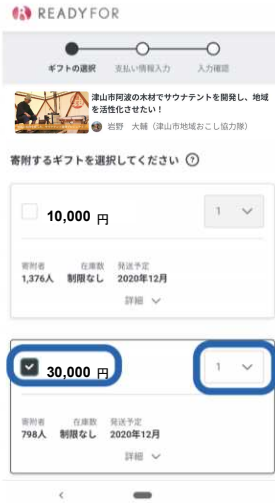 READYFOR
ギフトの選択 支払い情報入力 入力確認
津山市阿波の木材でサウナテントを開発し、地域
を活性化させたい！
岩野 大輔（津山市地域おこし協力隊）
寄附するギフトを選択してください ?
10,000 円
1
寄附者 在庫数 発送予定
1,376人 制限なし 2020年12月
詳細
30,000 円
1
寄附者 在庫数 発送予定
798人 制限なし 2020年12月
詳細